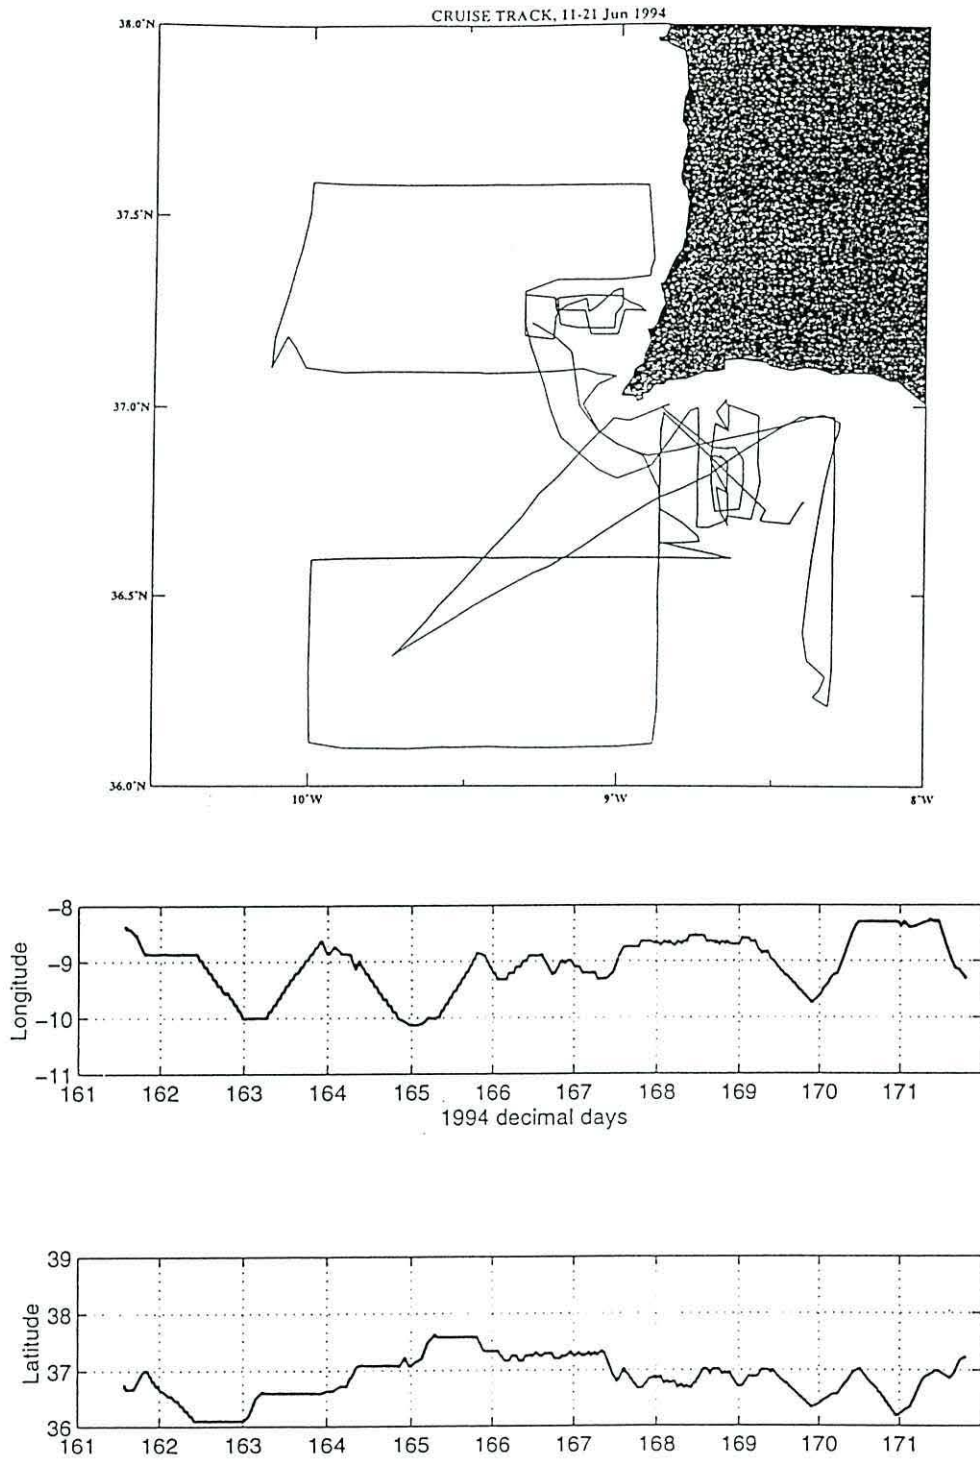 CRUISE TRACK, 11-21 Jun 1994
38.0°N
37.5°N
37.0°N
36.5°N
36.0°N
10°W 9°W 8°W
Longitude
−8
−9
−10
−11
161 162 163 164 165 166 167 168 169 170 171
1994 decimal days
Latitude
39
38
37
36
161 162 163 164 165 166 167 168 169 170 171